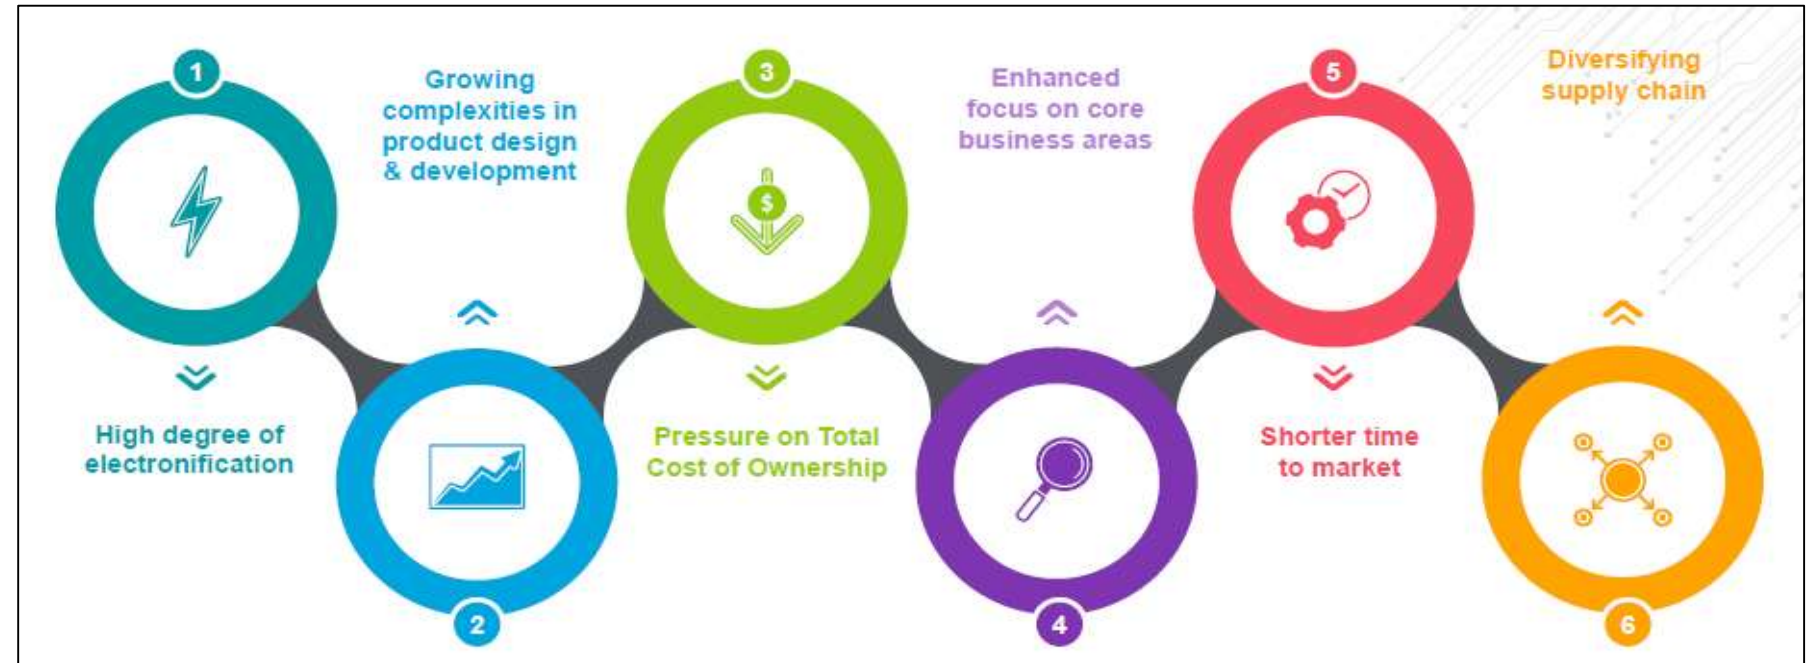 1
High degree of
electronification
Growing
complexities in
product design
& development
2
3
$
Pressure on Total
Cost of Ownership
Enhanced
focus on core
business areas
4
5
Shorter time
to market
Diversifying
supply chain
6